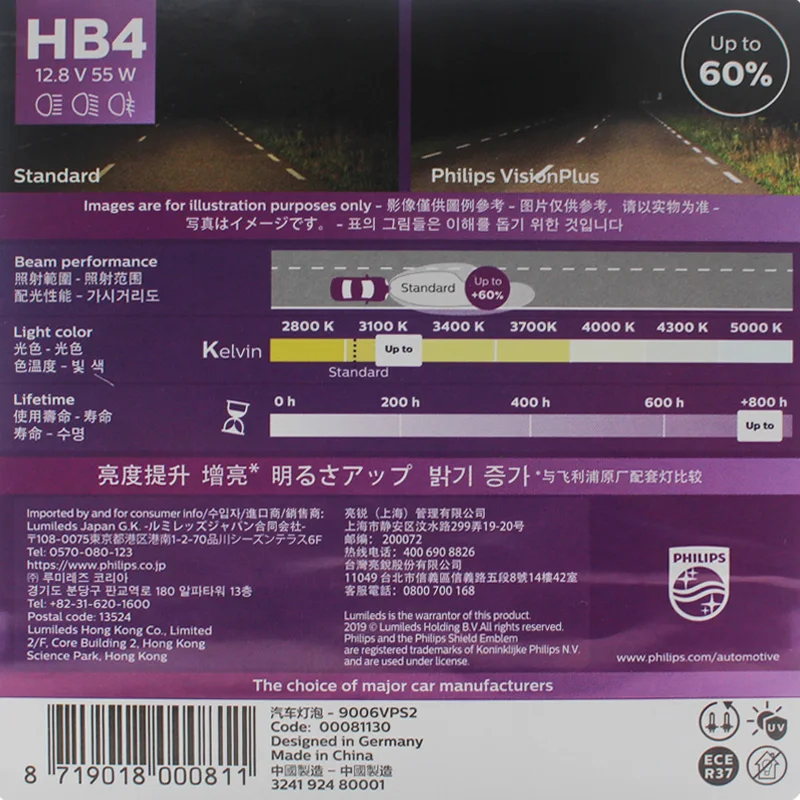 HB4
12.8 V 55 W
Up to
60%
Standard
Philips VisionPlus
Images are for illustration purposes only - 影像僅供圖例參考 - 图片仅供参考，请以实物为准 -
写真はイメージです。 - 표의 그림들은 이해를 돕기 위한 것입니다
Beam performance
照射範圍 - 照射范围
配光性能 - 가시거리도
Standard
Up to
+60%
Light color
光色 - 光色
色温度 - 빛 색
Kelvin
2800 K 3100 K 3400 K 3700K 4000 K 4300 K 5000 K
Up to
Standard
Lifetime
使用壽命 - 寿命
寿命 - 수명
0 h 200 h 400 h 600 h +800 h
Up to
亮度提升 增亮* 明るさアップ 밝기 증가 *与飞利浦原厂配套灯比较
Imported by and for consumer info/수입자/進口商/銷售商:
Lumileds Japan G.K. -ルミレッズジャパン合同会社-
〒108-0075東京都港区港南1-2-70品川シーズンテラス6F
Tel: 0570-080-123
https://www.philips.co.jp
㈜ 루미레즈 코리아
경기도 분당구 판교역로 180 알파타워 13층
Tel: +82-31-620-1600
Postal code: 13524
Lumileds Hong Kong Co., Limited
2/F, Core Building 2, Hong Kong
Science Park, Hong Kong
亮锐（上海）管理有限公司
上海市静安区汶水路299弄19-20号
邮编： 200072
热线电话：400 690 8826
台灣亮銳股份有限公司
11049 台北市信義區信義路五段8號14樓42室
客服電話：0800 700 168
Lumileds is the warrantor of this product.
2019 © Lumileds Holding B.V. All rights reserved.
Philips and the Philips Shield Emblem
are registered trademarks of Koninklijke Philips N.V.
and are used under license.
PHILIPS
www.philips.com/automotive
The choice of major car manufacturers
8 719018 000811
汽车灯泡 - 9006VPS2
Code: 00081130
Designed in Germany
Made in China
中國製造 - 中国制造
3241 924 80001
UV
ECE
R37